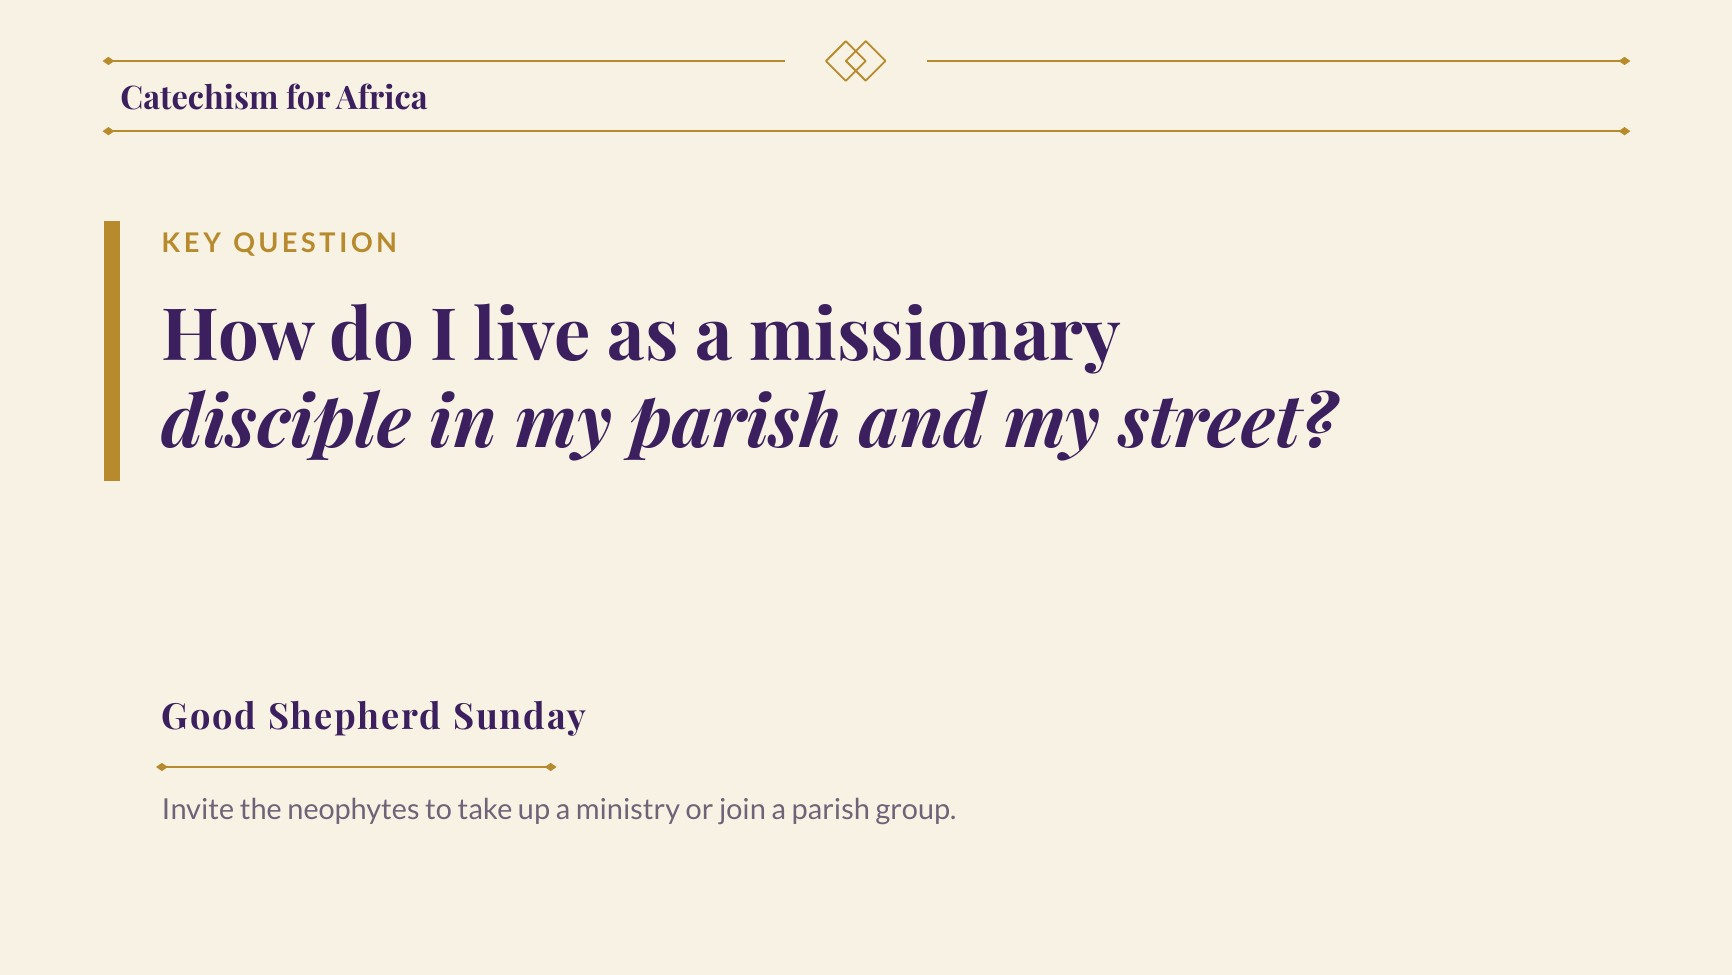 Catechism for Africa
KEY QUESTION
How do I live as a missionary
disciple in my parish and my street?
Good Shepherd Sunday
Invite the neophytes to take up a ministry or join a parish group.